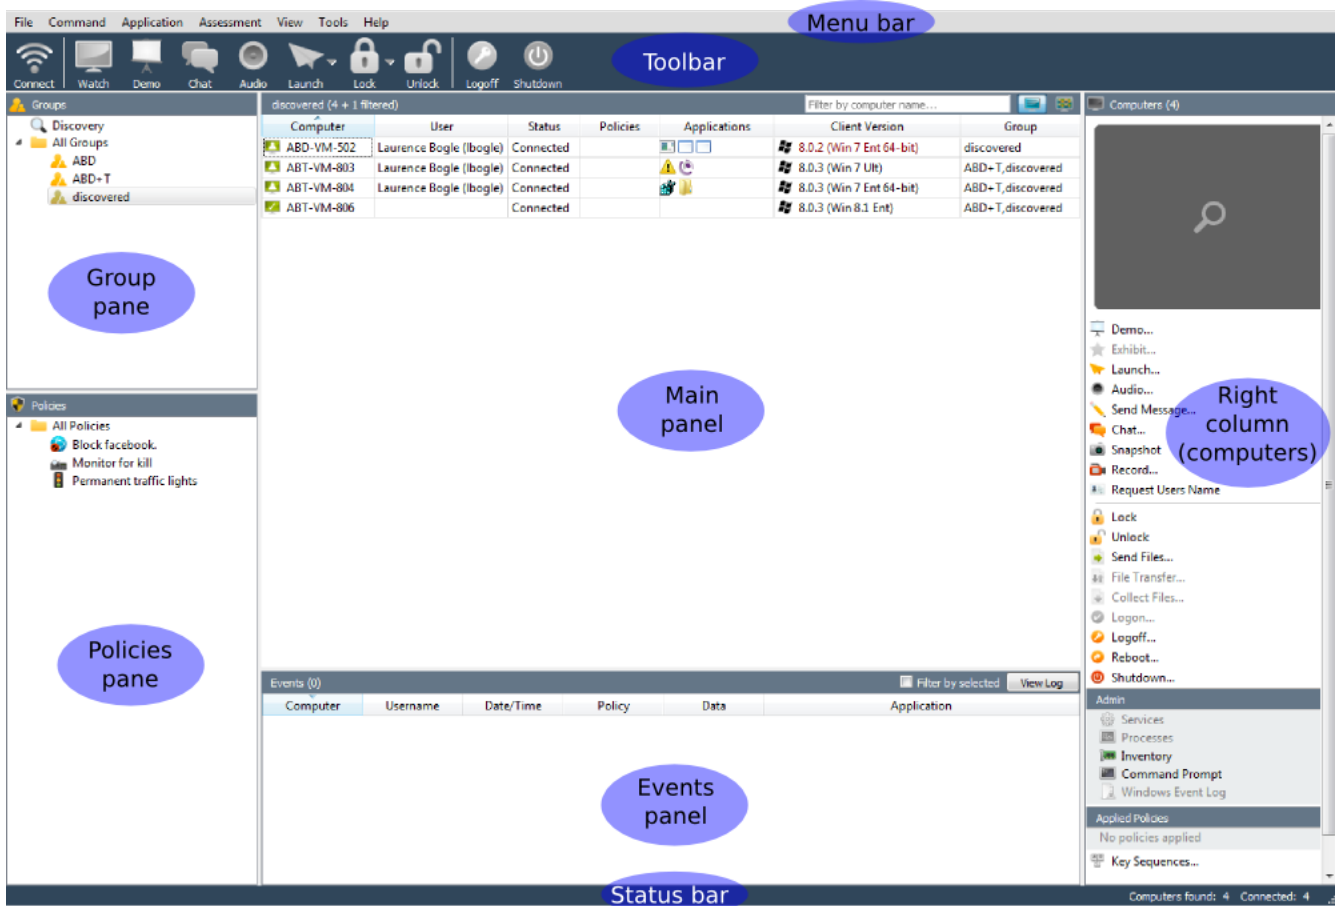 File Command Application Assessment View Tools Help
Menu bar
Connect Watch Demo Chat Audio Launch Lock Unlock Logoff Shutdown
Toolbar
Groups
Discovery
All Groups
ABD
ABD+T
discovered
Group
pane
Policies
All Policies
Block facebook.
Monitor for kill
Permanent traffic lights
Policies
pane
discovered (4 + 1 filtered) Filter by computer name...
Computer User Status Policies Applications Client Version Group
ABD-VM-502 Laurence Bogle (lbogle) Connected 8.0.2 (Win 7 Ent 64-bit) discovered
ABT-VM-803 Laurence Bogle (lbogle) Connected 8.0.3 (Win 7 Ult) ABD+T,discovered
ABT-VM-804 Laurence Bogle (lbogle) Connected 8.0.3 (Win 7 Ent 64-bit) ABD+T,discovered
ABT-VM-806 Connected 8.0.3 (Win 8.1 Ent) ABD+T,discovered
Main
panel
Events (0) Filter by selected View Log
Computer Username Date/Time Policy Data Application
Events
panel
Computers (4)
Demo...
Exhibit...
Launch...
Audio...
Send Message...
Chat...
Snapshot
Record...
Request Users Name
Right
column
(computers)
Lock
Unlock
Send Files...
File Transfer...
Collect Files...
Logon...
Logoff...
Reboot...
Shutdown...
Admin
Services
Processes
Inventory
Command Prompt
Windows Event Log
Applied Policies
No policies applied
Key Sequences...
Status bar
Computers found: 4 Connected: 4